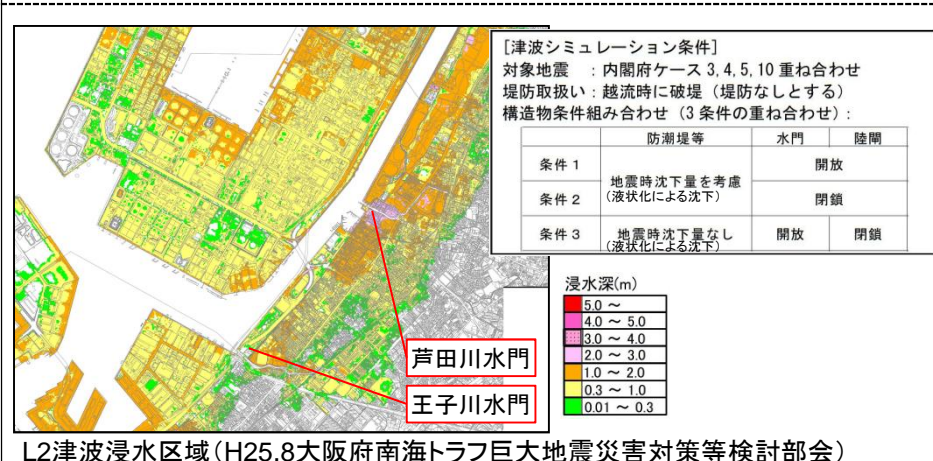 [津波シミュレーション条件]
対象地震　：内閣府ケース 3, 4, 5, 10 重ね合わせ
堤防取扱い：越流時に破堤（堤防なしとする）
構造物条件組み合わせ（3 条件の重ね合わせ）：
防潮堤等 水門 陸閘
条件 1 地震時沈下量を考慮 (液状化による沈下) 開放
条件 2 閉鎖
条件 3 地震時沈下量なし (液状化による沈下) 開放 閉鎖
浸水深(m)
5.0 ～
4.0 ～ 5.0
3.0 ～ 4.0
2.0 ～ 3.0
1.0 ～ 2.0
0.3 ～ 1.0
0.01 ～ 0.3
芦田川水門
王子川水門
L2津波浸水区域（H25.8大阪府南海トラフ巨大地震災害対策等検討部会）